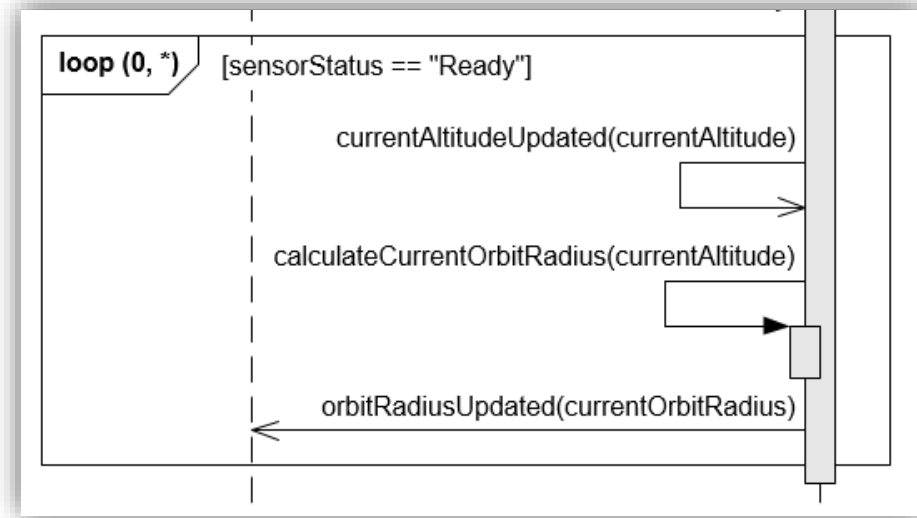 loop (0, *)
[sensorStatus == "Ready"]
currentAltitudeUpdated(currentAltitude)
calculateCurrentOrbitRadius(currentAltitude)
orbitRadiusUpdated(currentOrbitRadius)